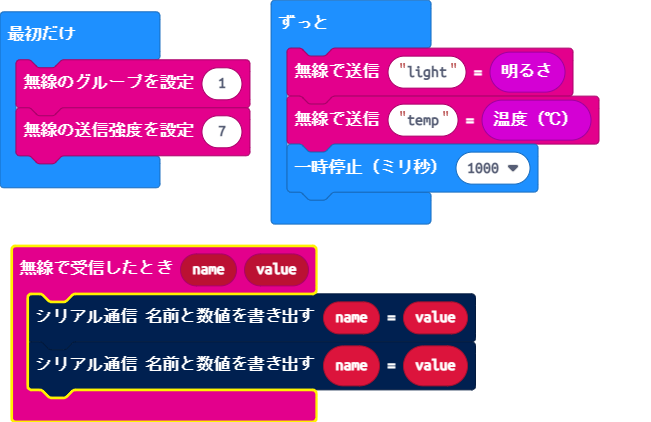 最初だけ
無線のグループを設定 1
無線の送信強度を設定 7
ずっと
無線で送信 "light" = 明るさ
無線で送信 "temp" = 温度（℃）
一時停止（ミリ秒） 1000
無線で受信したとき name value
シリアル通信 名前と数値を書き出す name = value
シリアル通信 名前と数値を書き出す name = value